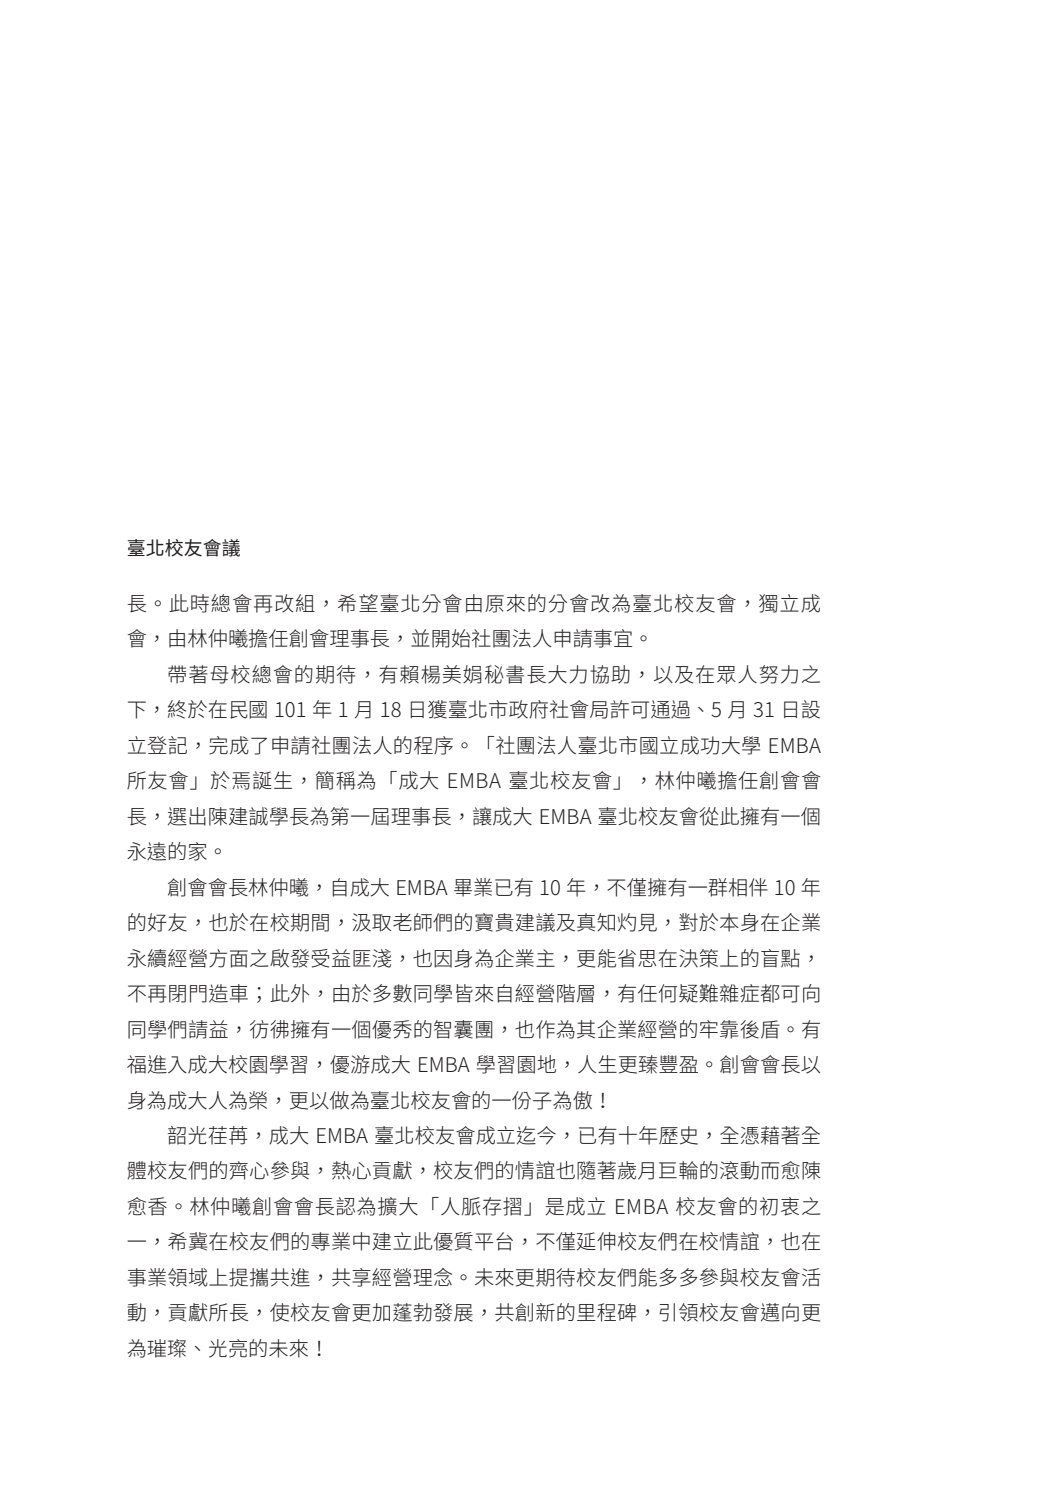 臺北校友會議
長。此時總會再改組，希望臺北分會由原來的分會改為臺北校友會，獨立成
會，由林仲曦擔任創會理事長，並開始社團法人申請事宜。
帶著母校總會的期待，有賴楊美娟秘書長大力協助，以及在眾人努力之
下，終於在民國 101 年 1 月 18 日獲臺北市政府社會局許可通過、5 月 31 日設
立登記，完成了申請社團法人的程序。「社團法人臺北市國立成功大學 EMBA
所友會」於焉誕生，簡稱為「成大 EMBA 臺北校友會」，林仲曦擔任創會會
長，選出陳建誠學長為第一屆理事長，讓成大 EMBA 臺北校友會從此擁有一個
永遠的家。
創會會長林仲曦，自成大 EMBA 畢業已有 10 年，不僅擁有一群相伴 10 年
的好友，也於在校期間，汲取老師們的寶貴建議及真知灼見，對於本身在企業
永續經營方面之啟發受益匪淺，也因身為企業主，更能省思在決策上的盲點，
不再閉門造車；此外，由於多數同學皆來自經營階層，有任何疑難雜症都可向
同學們請益，彷彿擁有一個優秀的智囊團，也作為其企業經營的牢靠後盾。有
福進入成大校園學習，優游成大 EMBA 學習園地，人生更臻豐盈。創會會長以
身為成大人為榮，更以做為臺北校友會的一份子為傲！
韶光荏苒，成大 EMBA 臺北校友會成立迄今，已有十年歷史，全憑藉著全
體校友們的齊心參與，熱心貢獻，校友們的情誼也隨著歲月巨輪的滾動而愈陳
愈香。林仲曦創會會長認為擴大「人脈存摺」是成立 EMBA 校友會的初衷之
一，希冀在校友們的專業中建立此優質平台，不僅延伸校友們在校情誼，也在
事業領域上提攜共進，共享經營理念。未來更期待校友們能多多參與校友會活
動，貢獻所長，使校友會更加蓬勃發展，共創新的里程碑，引領校友會邁向更
為璀璨、光亮的未來！